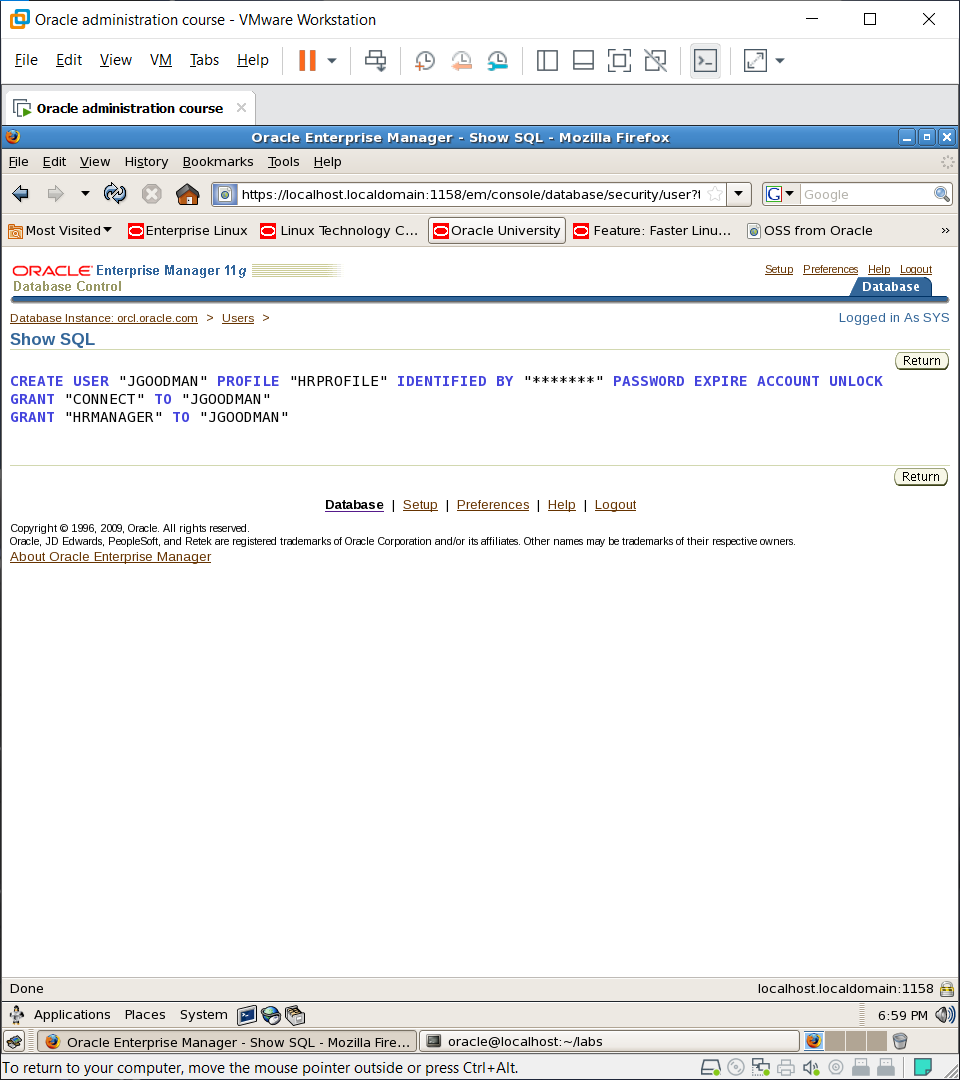 Oracle administration course - VMware Workstation
File Edit View VM Tabs Help
Oracle administration course
Oracle Enterprise Manager - Show SQL - Mozilla Firefox
File Edit View History Bookmarks Tools Help
https://localhost.localdomain:1158/em/console/database/security/user?
G Google
Most Visited Enterprise Linux Linux Technology C... Oracle University Feature: Faster Linu... OSS from Oracle »
ORACLE Enterprise Manager 11g
Database Control
Setup Preferences Help Logout
Database
Database Instance: orcl.oracle.com > Users >
Logged in As SYS
Show SQL
Return
CREATE USER "JGOODMAN" PROFILE "HRPROFILE" IDENTIFIED BY "*******" PASSWORD EXPIRE ACCOUNT UNLOCK
GRANT "CONNECT" TO "JGOODMAN"
GRANT "HRMANAGER" TO "JGOODMAN"
Return
Database | Setup | Preferences | Help | Logout
Copyright © 1996, 2009, Oracle. All rights reserved.
Oracle, JD Edwards, PeopleSoft, and Retek are registered trademarks of Oracle Corporation and/or its affiliates. Other names may be trademarks of their respective owners.
About Oracle Enterprise Manager
Done
localhost.localdomain:1158
Applications Places System
6:59 PM
Oracle Enterprise Manager - Show SQL - Mozilla Fire...
oracle@localhost:~/labs
To return to your computer, move the mouse pointer outside or press Ctrl+Alt.